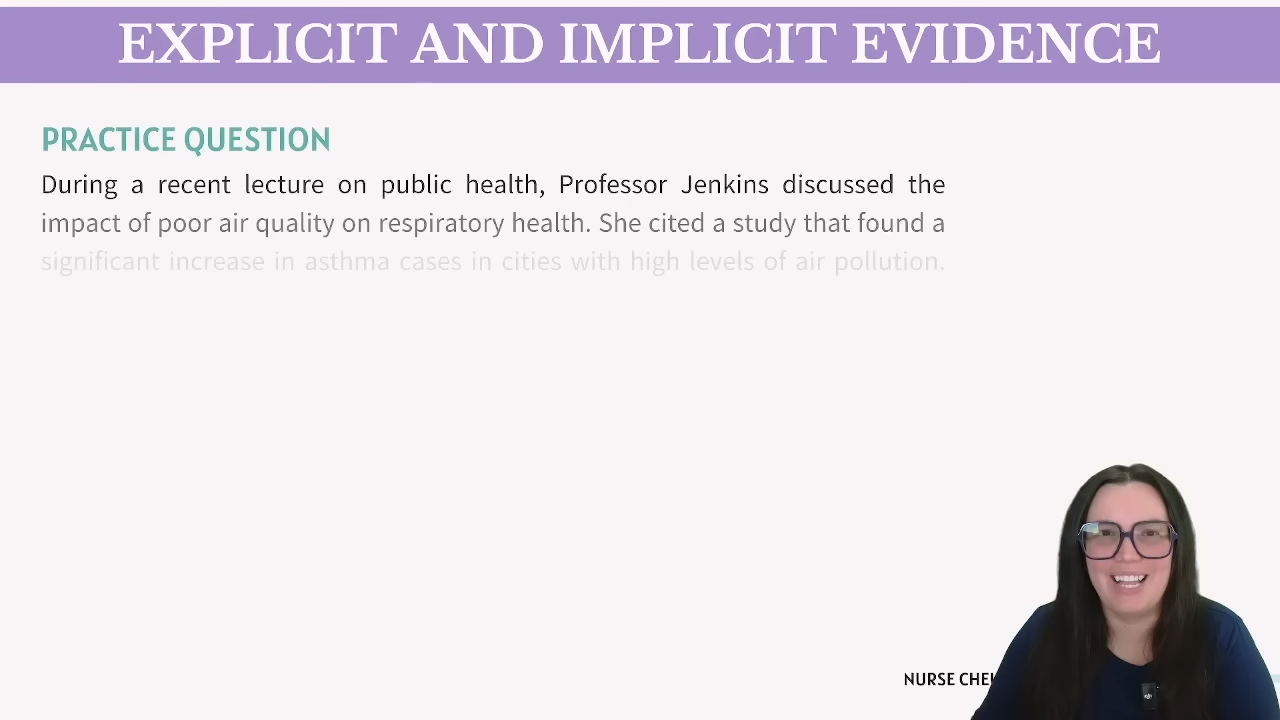 EXPLICIT AND IMPLICIT EVIDENCE
PRACTICE QUESTION
During a recent lecture on public health, Professor Jenkins discussed the
impact of poor air quality on respiratory health. She cited a study that found a
significant increase in asthma cases in cities with high levels of air pollution.
NURSE